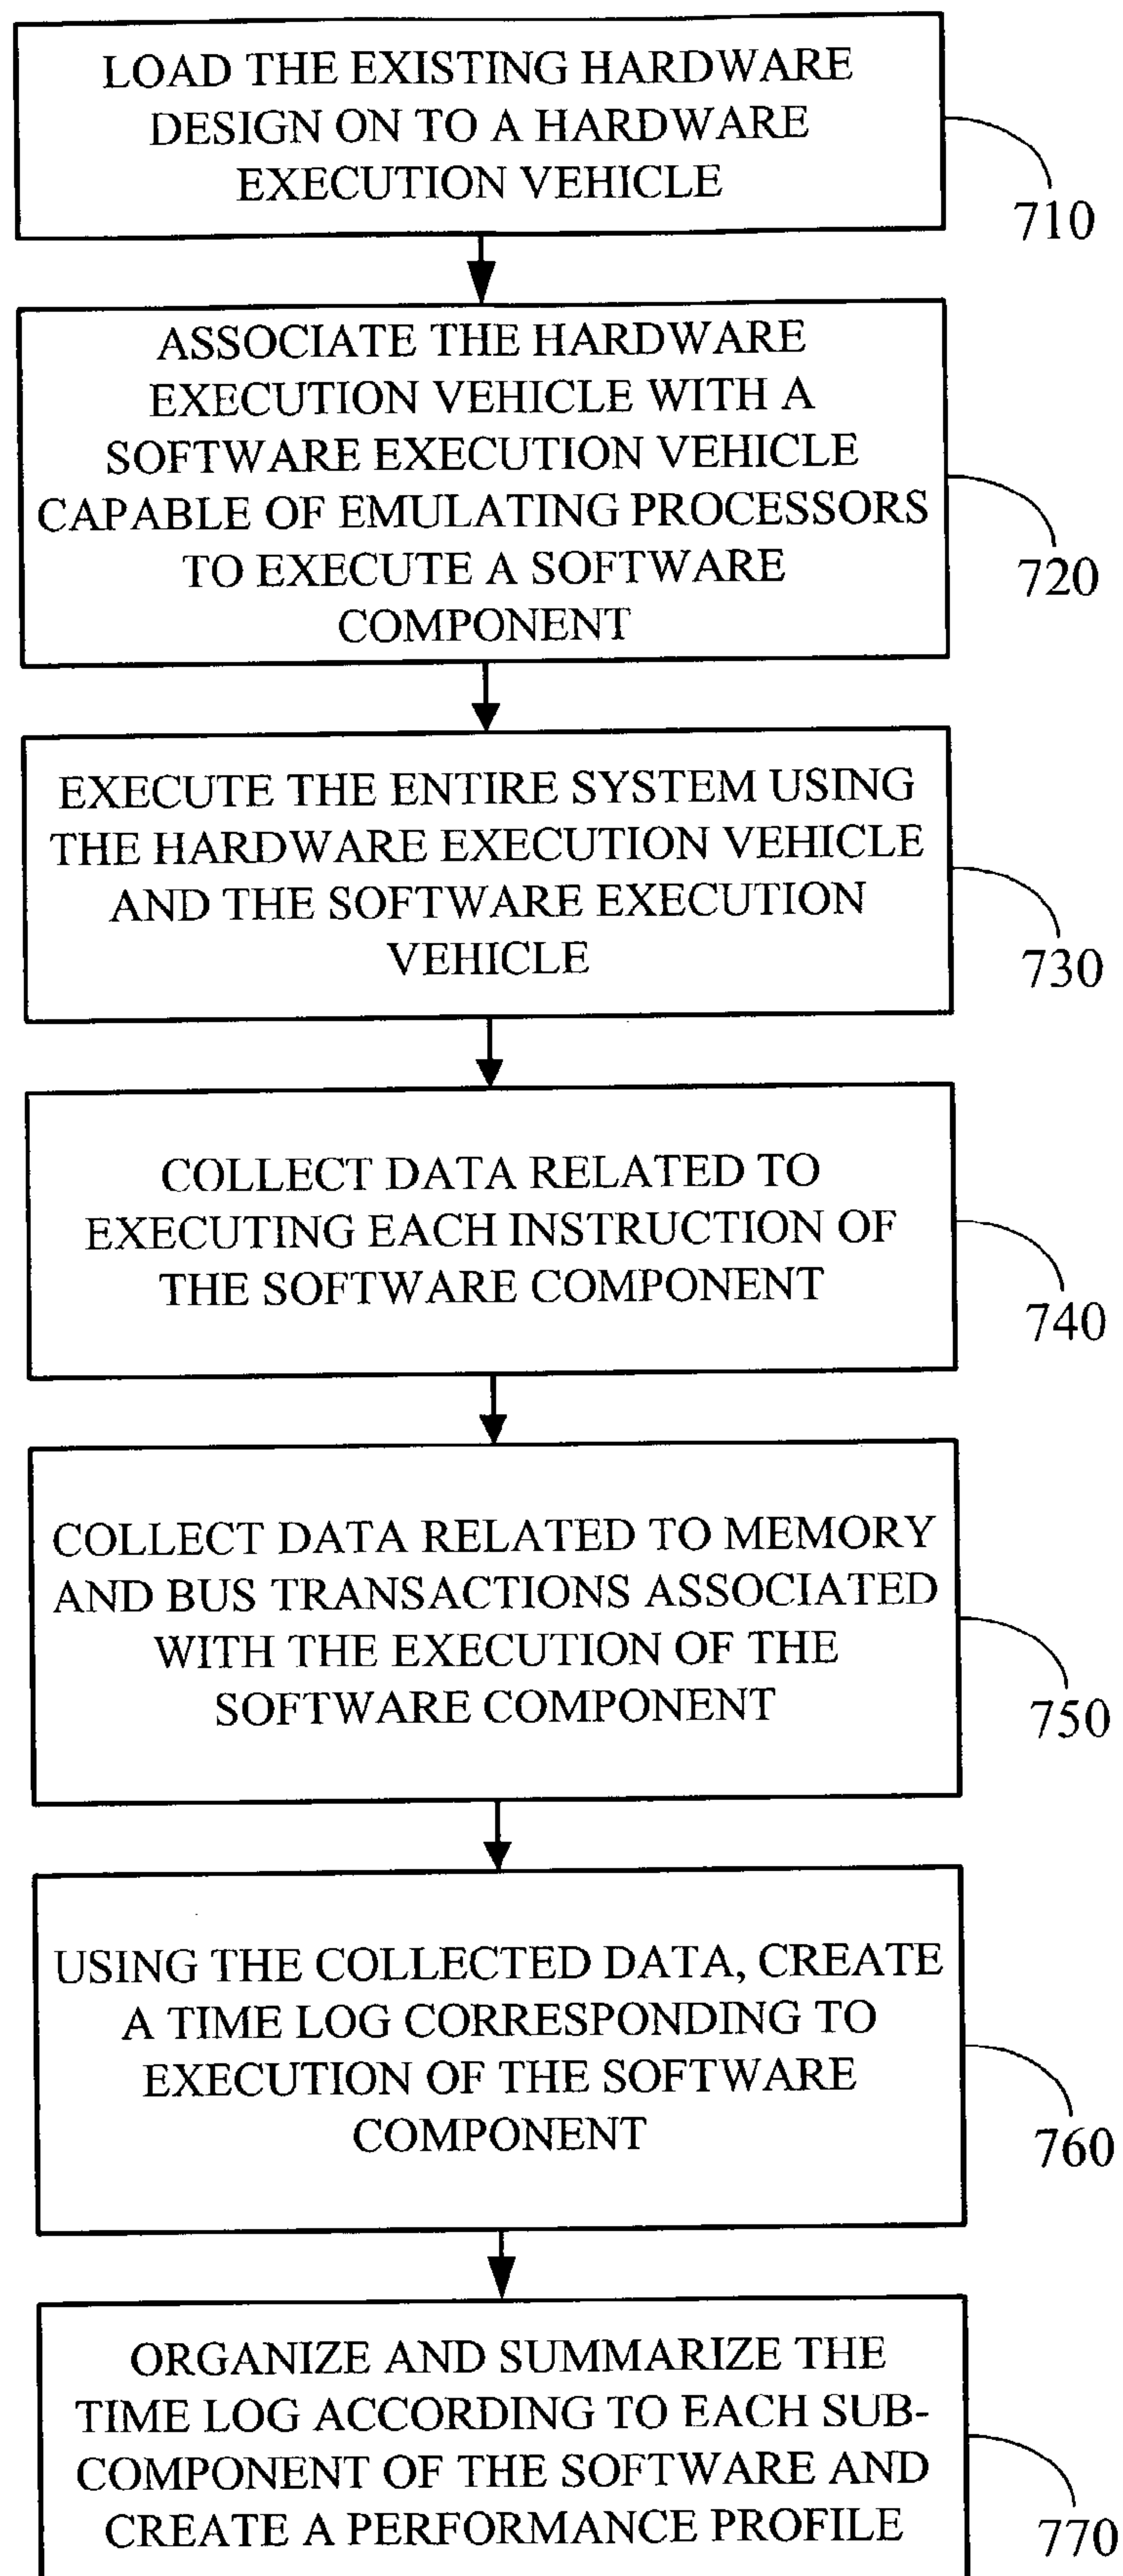 LOAD THE EXISTING HARDWARE
DESIGN ON TO A HARDWARE
EXECUTION VEHICLE
710
ASSOCIATE THE HARDWARE
EXECUTION VEHICLE WITH A
SOFTWARE EXECUTION VEHICLE
CAPABLE OF EMULATING PROCESSORS
TO EXECUTE A SOFTWARE
COMPONENT
720
EXECUTE THE ENTIRE SYSTEM USING
THE HARDWARE EXECUTION VEHICLE
AND THE SOFTWARE EXECUTION
VEHICLE
730
COLLECT DATA RELATED TO
EXECUTING EACH INSTRUCTION OF
THE SOFTWARE COMPONENT
740
COLLECT DATA RELATED TO MEMORY
AND BUS TRANSACTIONS ASSOCIATED
WITH THE EXECUTION OF THE
SOFTWARE COMPONENT
750
USING THE COLLECTED DATA, CREATE
A TIME LOG CORRESPONDING TO
EXECUTION OF THE SOFTWARE
COMPONENT
760
ORGANIZE AND SUMMARIZE THE
TIME LOG ACCORDING TO EACH SUB-
COMPONENT OF THE SOFTWARE AND
CREATE A PERFORMANCE PROFILE
770